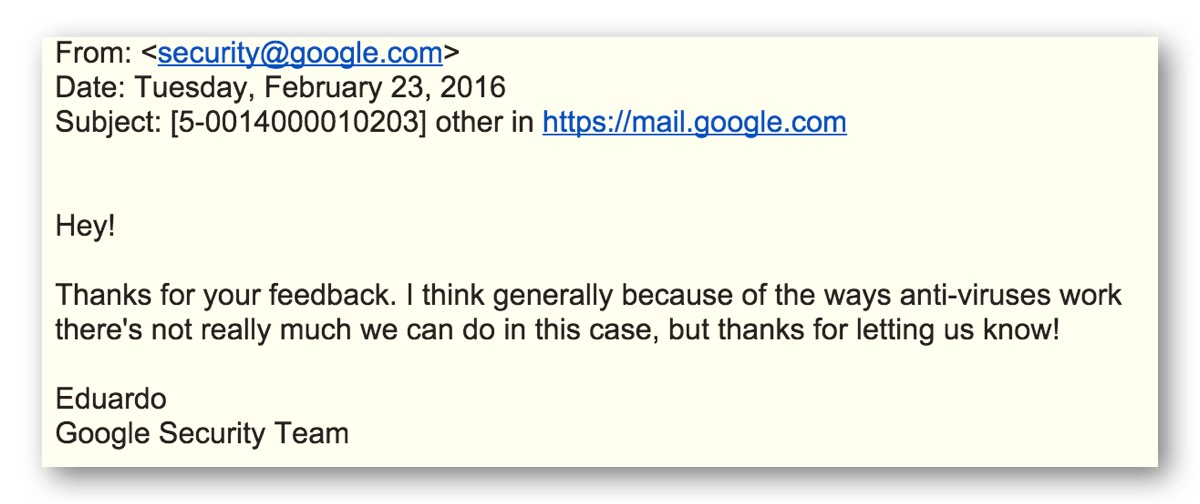 From: <security@google.com>
Date: Tuesday, February 23, 2016
Subject: [5-0014000010203] other in https://mail.google.com
Hey!
Thanks for your feedback. I think generally because of the ways anti-viruses work
there's not really much we can do in this case, but thanks for letting us know!
Eduardo
Google Security Team